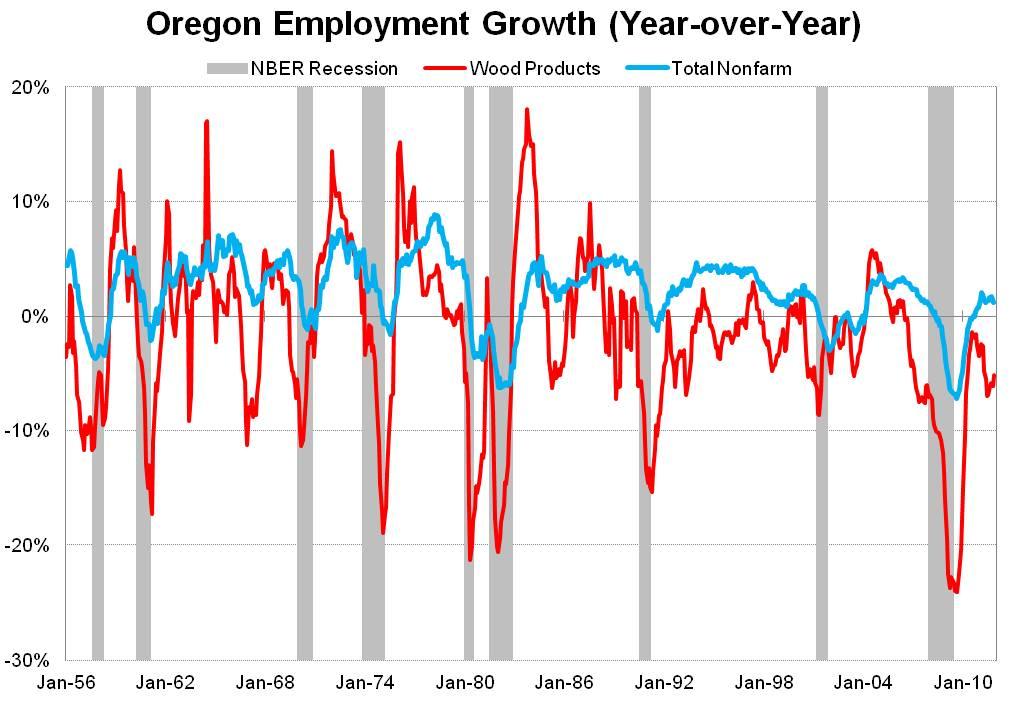 Oregon Employment Growth (Year-over-Year)
NBER Recession Wood Products Total Nonfarm
20%
10%
0%
-10%
-20%
-30%
Jan-56 Jan-62 Jan-68 Jan-74 Jan-80 Jan-86 Jan-92 Jan-98 Jan-04 Jan-10